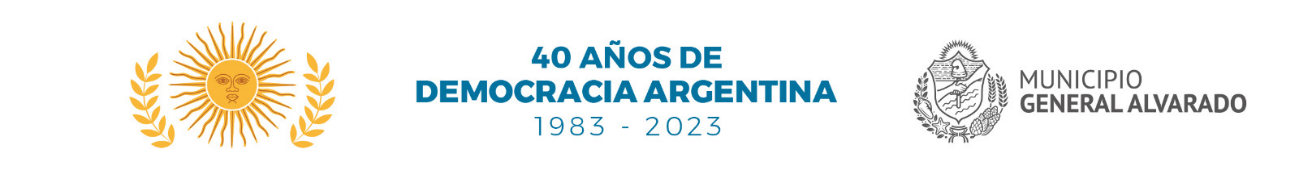 40 AÑOS DE
DEMOCRACIA ARGENTINA
1983 - 2023
MUNICIPIO
GENERAL ALVARADO